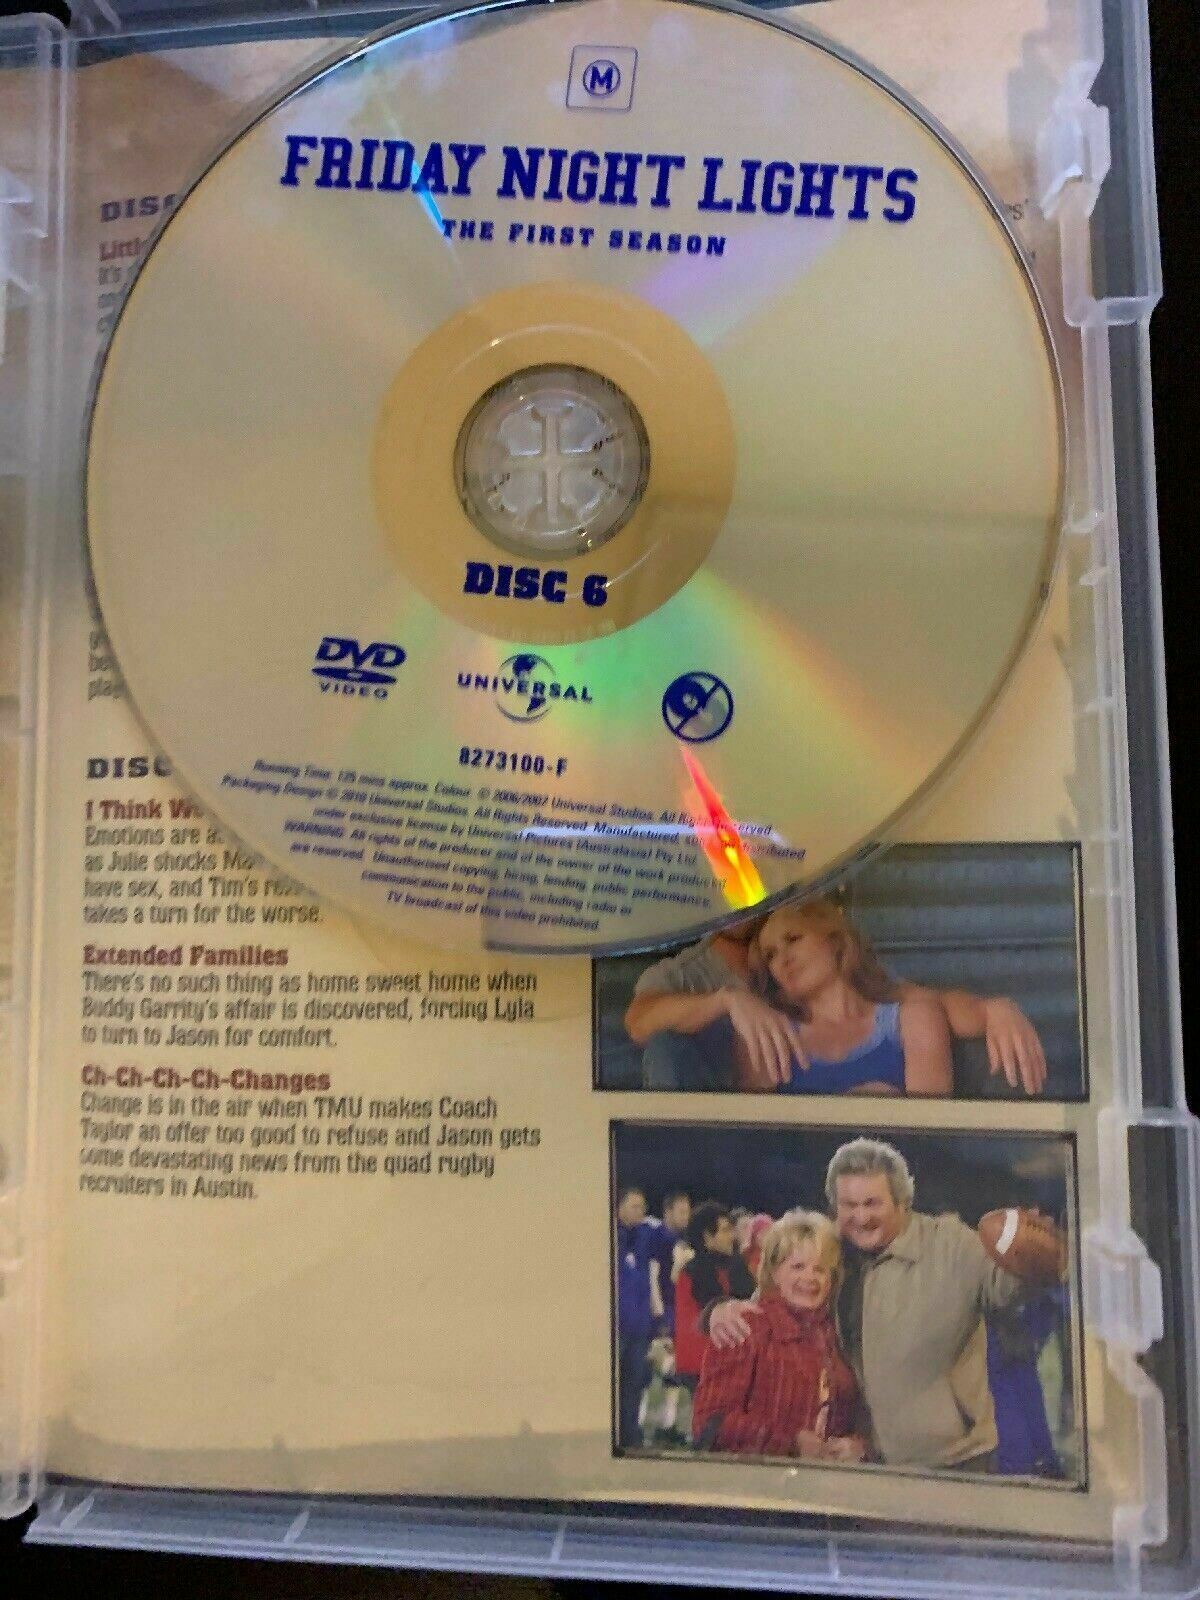 M
FRIDAY NIGHT LIGHTS
THE FIRST SEASON
DISC 6
DVD
VIDEO
UNIVERSAL
8273100-F
Running Time: 125 mins approx. Colour. © 2006/2007 Universal Studios. All Rights Reserved.
Packaging Design © 2010 Universal Studios. All Rights Reserved. Manufactured, distributed
under exclusive license by Universal Pictures (Australasia) Pty Ltd.
WARNING: All rights of the producer and of the owner of the work produced
are reserved. Unauthorised copying, hiring, lending, public performance,
communication to the public, including radio or
TV broadcast of this video prohibited.
DISC
Littl
It's
be
play
DISC
I Think We
Emotions are
as Julie shocks
have sex, and Tim's
takes a turn for the worse.
Extended Families
There's no such thing as home sweet home when
Buddy Garrity's affair is discovered, forcing Lyla
to turn to Jason for comfort.
Ch-Ch-Ch-Ch-Changes
Change is in the air when TMU makes Coach
Taylor an offer too good to refuse and Jason gets
some devastating news from the quad rugby
recruiters in Austin.